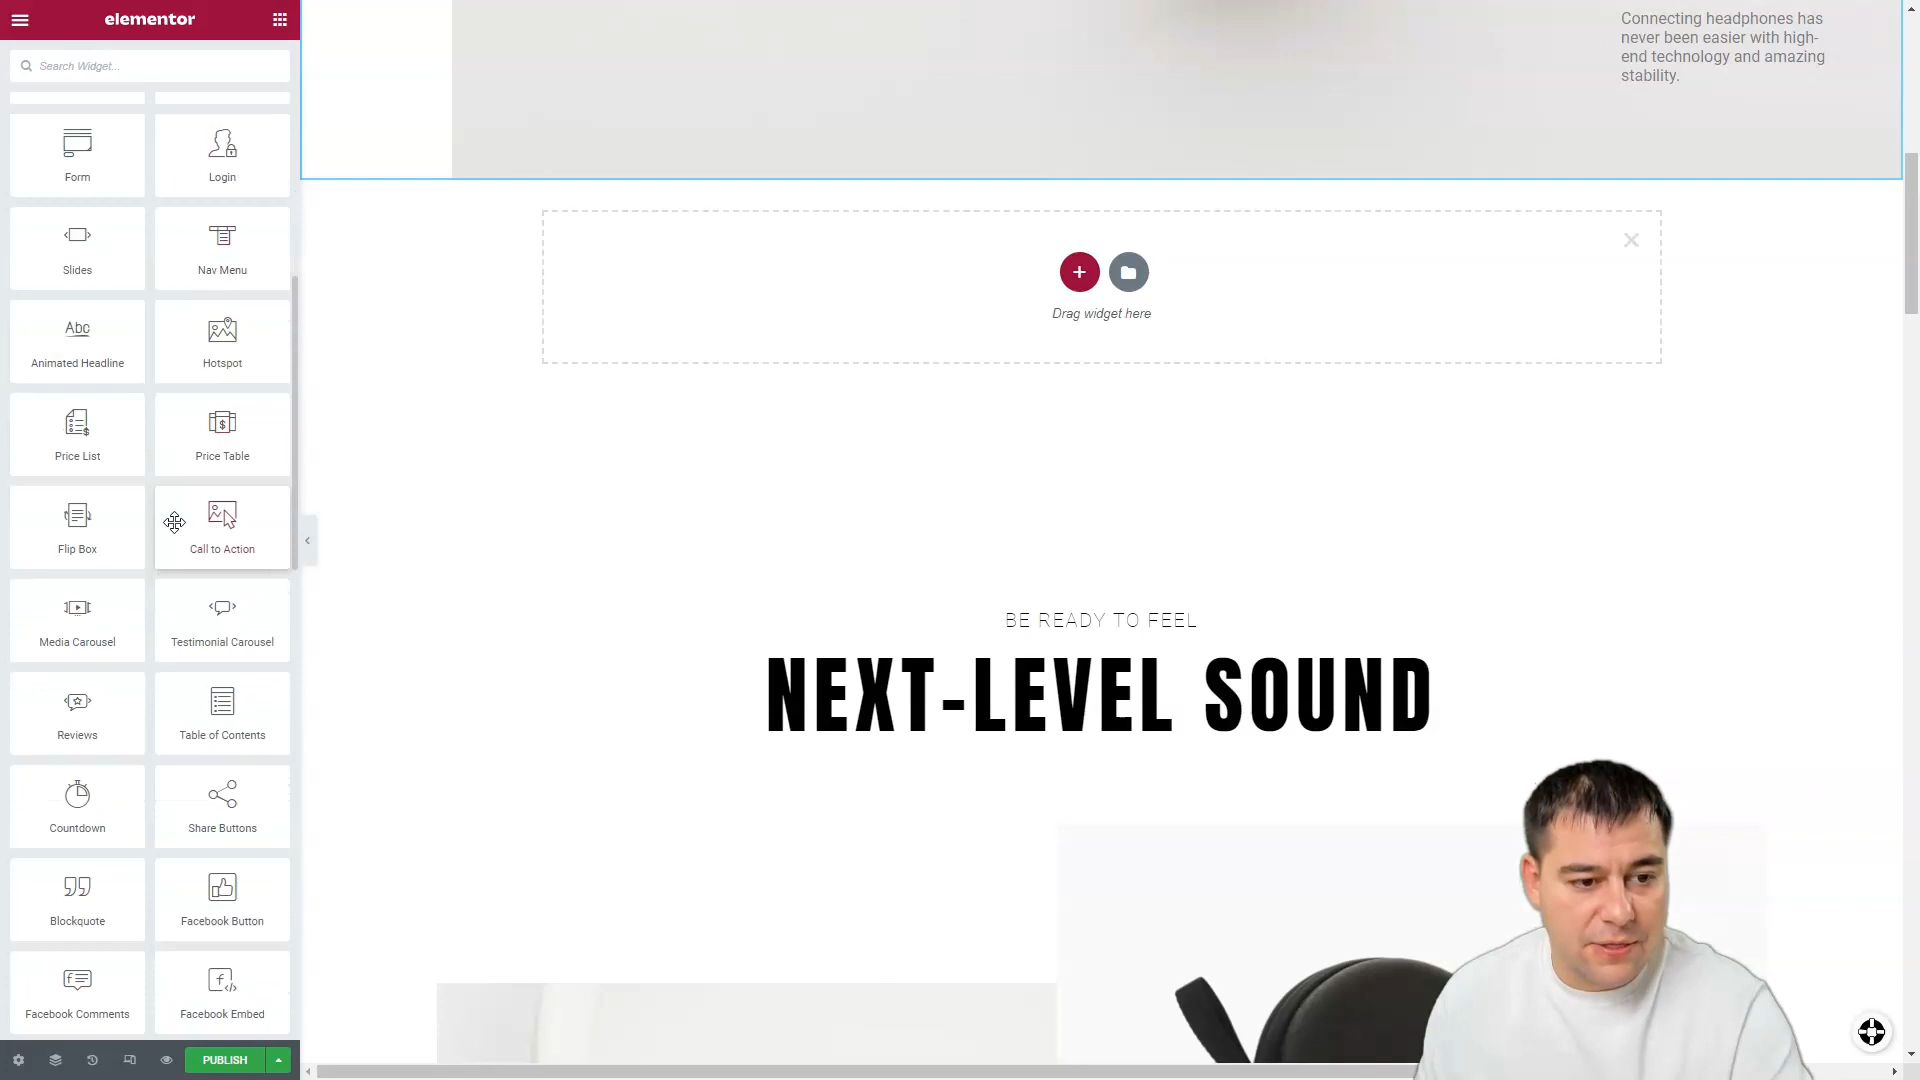 elementor
Search Widget...
Form
Login
Slides
Nav Menu
Abc
Animated Headline
Hotspot
Price List
Price Table
Flip Box
Call to Action
Media Carousel
Testimonial Carousel
Reviews
Table of Contents
Countdown
Share Buttons
Blockquote
Facebook Button
Facebook Comments
Facebook Embed
PUBLISH
Connecting headphones has
never been easier with high-
end technology and amazing
stability.
Drag widget here
BE READY TO FEEL
NEXT-LEVEL SOUND